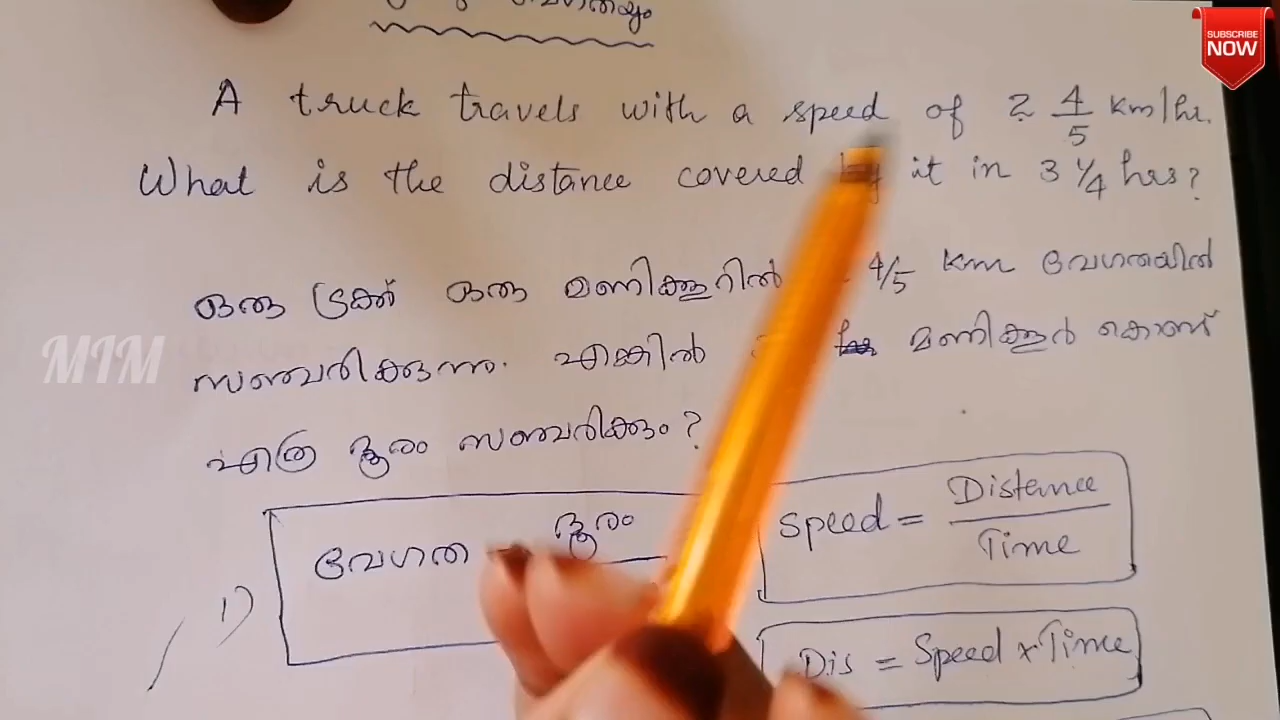 SUBSCRIBE
NOW
A truck travels with a speed of 2 4/5 km/hr.
What is the distance covered by it in 3 1/4 hrs?
ഒരു ട്രക്ക് ഒരു മണിക്കൂറിൽ 4/5 km വേഗതയിൽ
സഞ്ചരിക്കുന്നു. എങ്കിൽ മണിക്കൂർ കൊണ്ട്
എത്ര ദൂരം സഞ്ചരിക്കും?
MIM
1)
വേഗത ദൂരം
Speed = Distance / Time
Dis = Speed × Time